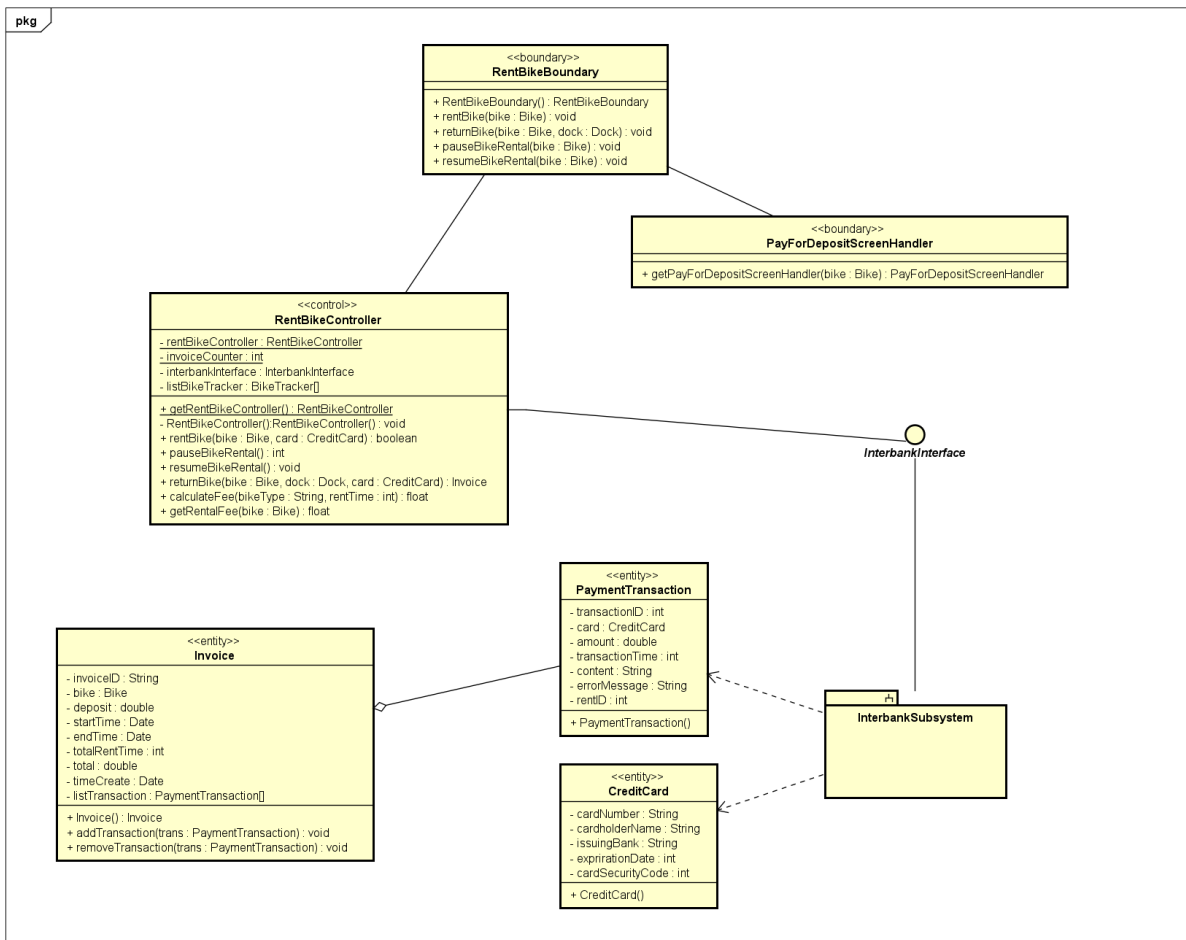 pkg
<<boundary>>
RentBikeBoundary
+ RentBikeBoundary() : RentBikeBoundary
+ rentBike(bike : Bike) : void
+ returnBike(bike : Bike, dock : Dock) : void
+ pauseBikeRental(bike : Bike) : void
+ resumeBikeRental(bike : Bike) : void
<<boundary>>
PayForDepositScreenHandler
+ getPayForDepositScreenHandler(bike : Bike) : PayForDepositScreenHandler
<<control>>
RentBikeController
- rentBikeController : RentBikeController
- invoiceCounter : int
- interbankInterface : InterbankInterface
- listBikeTracker : BikeTracker[]
+ getRentBikeController() : RentBikeController
- RentBikeController():RentBikeController() : void
+ rentBike(bike : Bike, card : CreditCard) : boolean
+ pauseBikeRental() : int
+ resumeBikeRental() : void
+ returnBike(bike : Bike, dock : Dock, card : CreditCard) : Invoice
+ calculateFee(bikeType : String, rentTime : int) : float
+ getRentalFee(bike : Bike) : float
InterbankInterface
<<entity>>
PaymentTransaction
- transactionID : int
- card : CreditCard
- amount : double
- transactionTime : int
- content : String
- errorMessage : String
- rentID : int
+ PaymentTransaction()
<<entity>>
Invoice
- invoiceID : String
- bike : Bike
- deposit : double
- startTime : Date
- endTime : Date
- totalRentTime : int
- total : double
- timeCreate : Date
- listTransaction : PaymentTransaction[]
+ Invoice() : Invoice
+ addTransaction(trans : PaymentTransaction) : void
+ removeTransaction(trans : PaymentTransaction) : void
InterbankSubsystem
<<entity>>
CreditCard
- cardNumber : String
- cardholderName : String
- issuingBank : String
- exprirationDate : int
- cardSecurityCode : int
+ CreditCard()